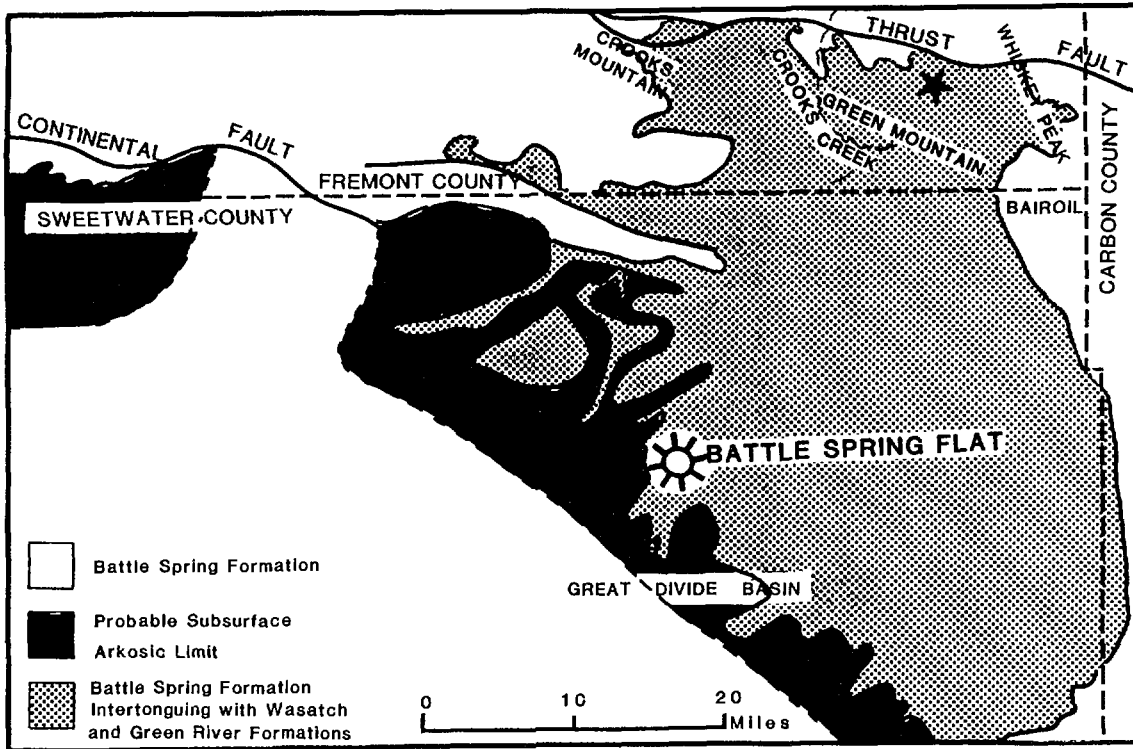 THRUST
FAULT
CROOKS
MOUNTAIN
WHISKEY PEAK
CROOKS
CREEK
GREEN MOUNTAIN
CONTINENTAL
FAULT
FREMONT COUNTY
SWEETWATER COUNTY
BAIROIL
CARBON COUNTY
BATTLE SPRING FLAT
GREAT DIVIDE BASIN
Battle Spring Formation
Probable Subsurface
Arkosic Limit
Battle Spring Formation
Intertonguing with Wasatch
and Green River Formations
0 10 20
Miles